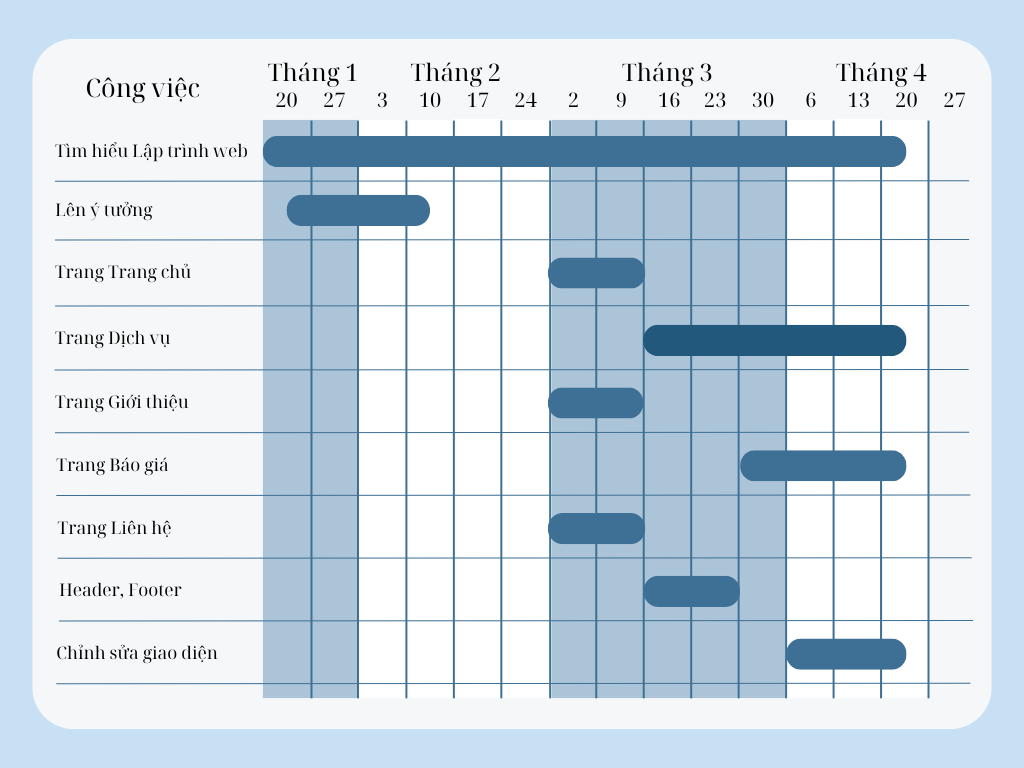 Công việc
Tháng 1 Tháng 2 Tháng 3 Tháng 4
20 27 3 10 17 24 2 9 16 23 30 6 13 20 27
Tìm hiểu Lập trình web
Lên ý tưởng
Trang Trang chủ
Trang Dịch vụ
Trang Giới thiệu
Trang Báo giá
Trang Liên hệ
Header, Footer
Chỉnh sửa giao diện